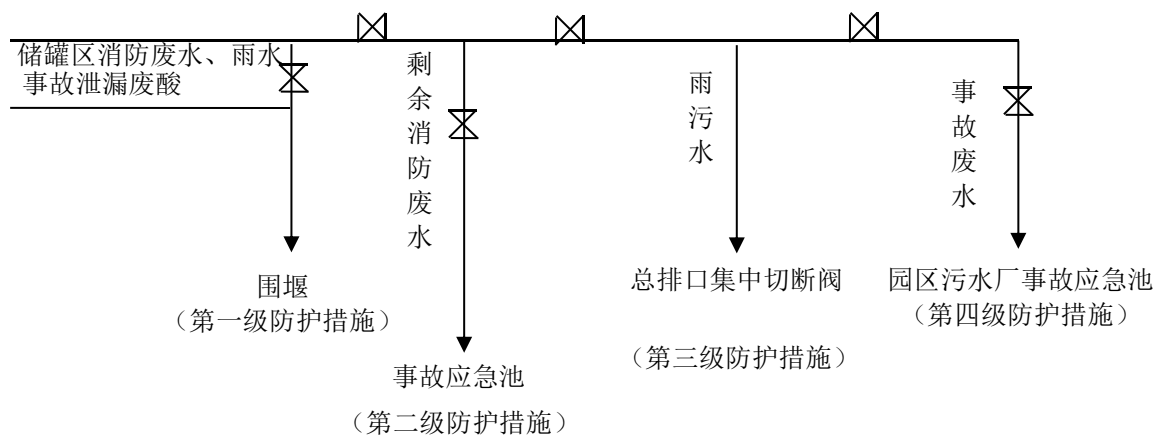 储罐区消防废水、雨水
事故泄漏废酸
剩余消防废水
雨污水
事故废水
围堰
（第一级防护措施）
事故应急池
（第二级防护措施）
总排口集中切断阀
（第三级防护措施）
园区污水厂事故应急池
（第四级防护措施）